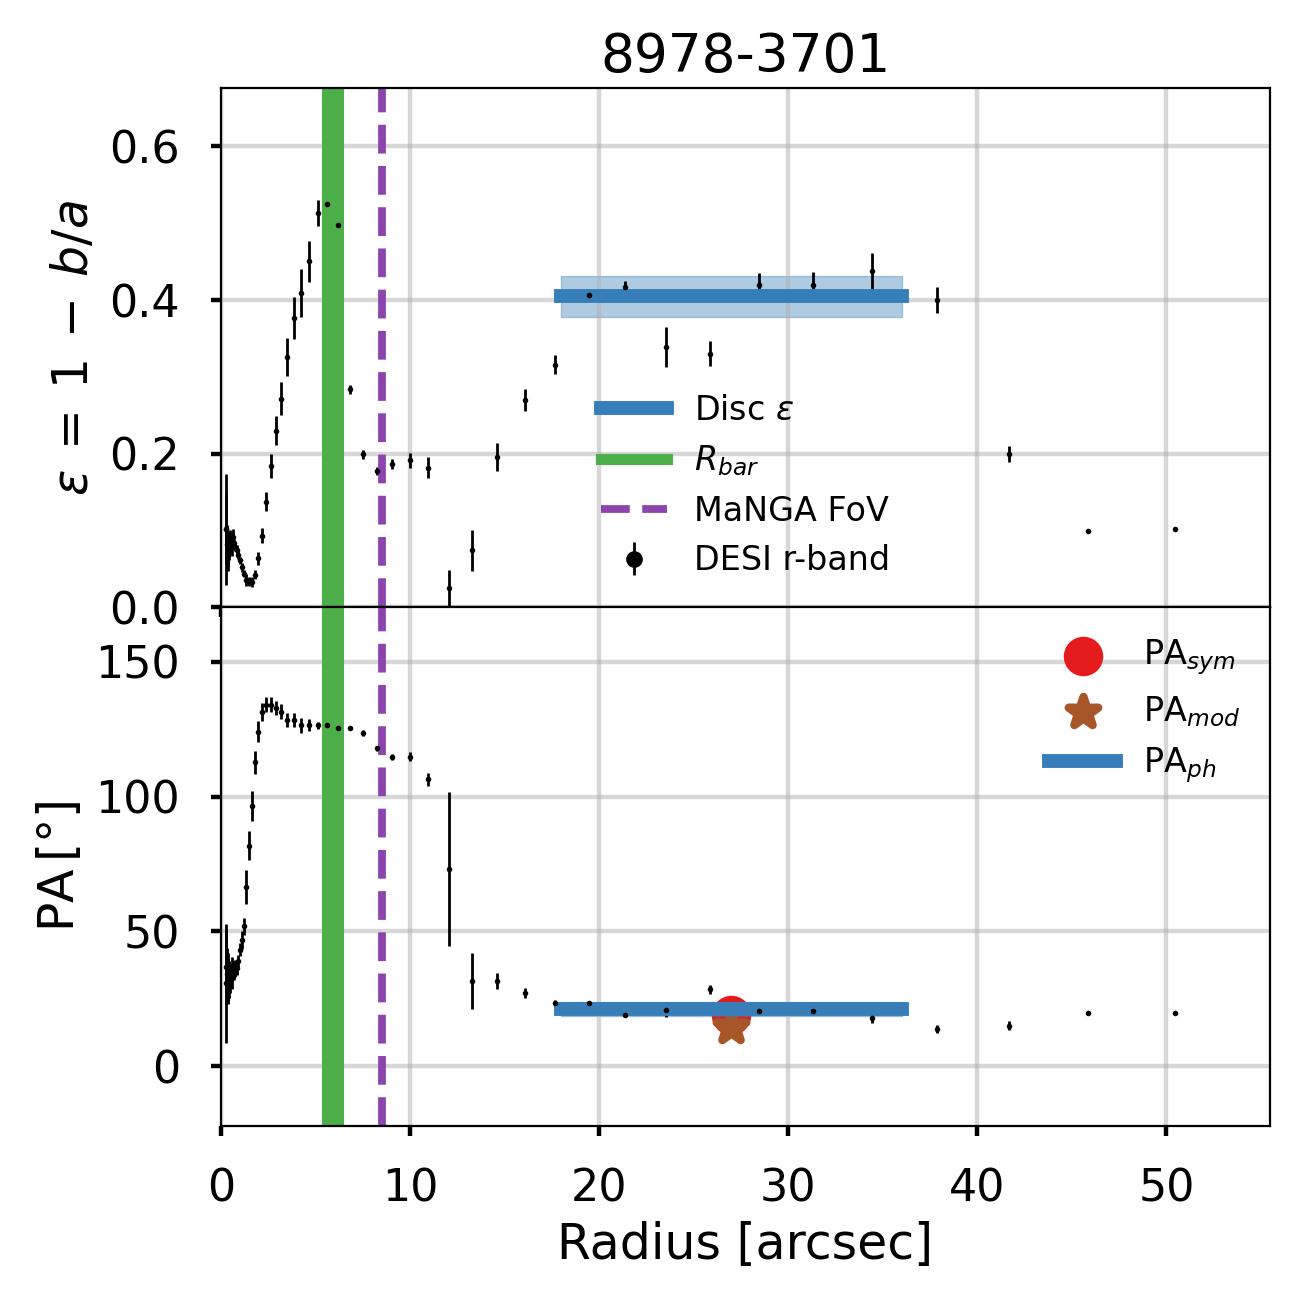 8978-3701
0.6
0.4
0.2
0.0
ε = 1 − b/a
Disc ε
R_bar
MaNGA FoV
DESI r-band
150
100
50
0
PA [°]
PA_sym
PA_mod
PA_ph
0 10 20 30 40 50
Radius [arcsec]